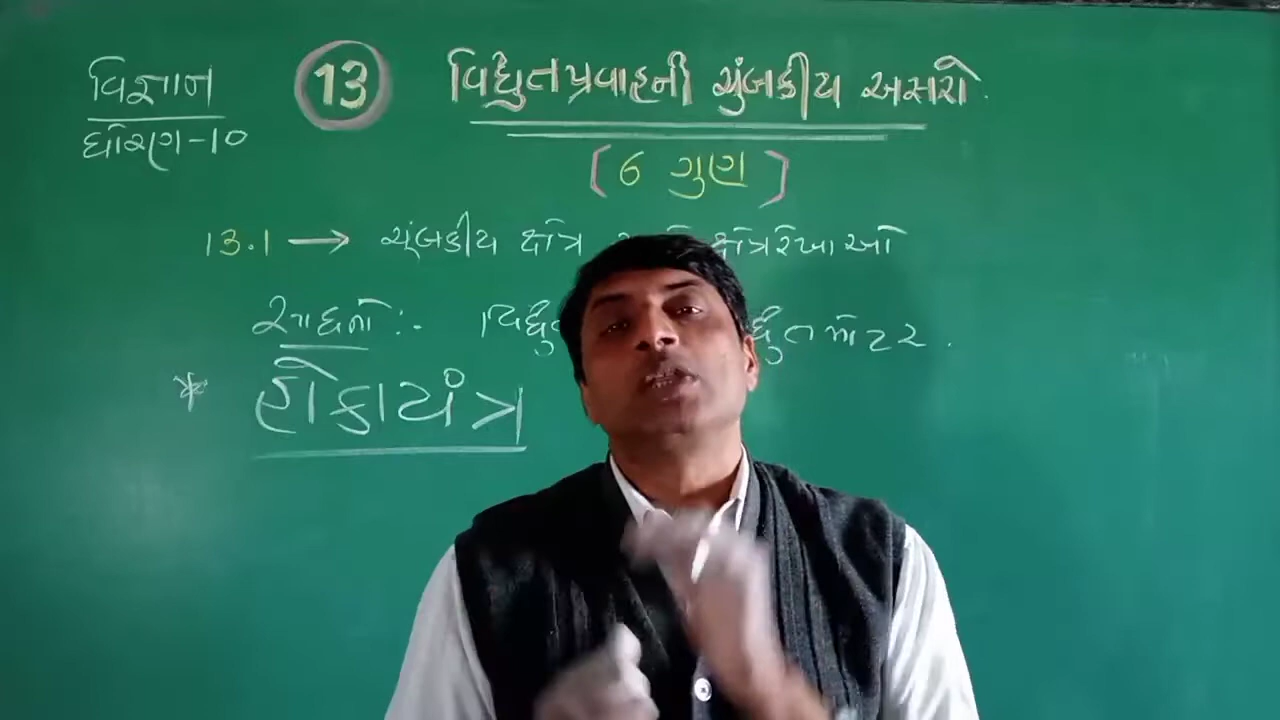 વિજ્ઞાન
ધોરણ-10
13
વિદ્યુતપ્રવાહની ચુંબકીય અસરો.
[6 ગુણ]
13.1 → ચુંબકીય ક્ષેત્ર ક્ષેત્રરેખાઓ
સાધનો :-
* હોકાયંત્ર